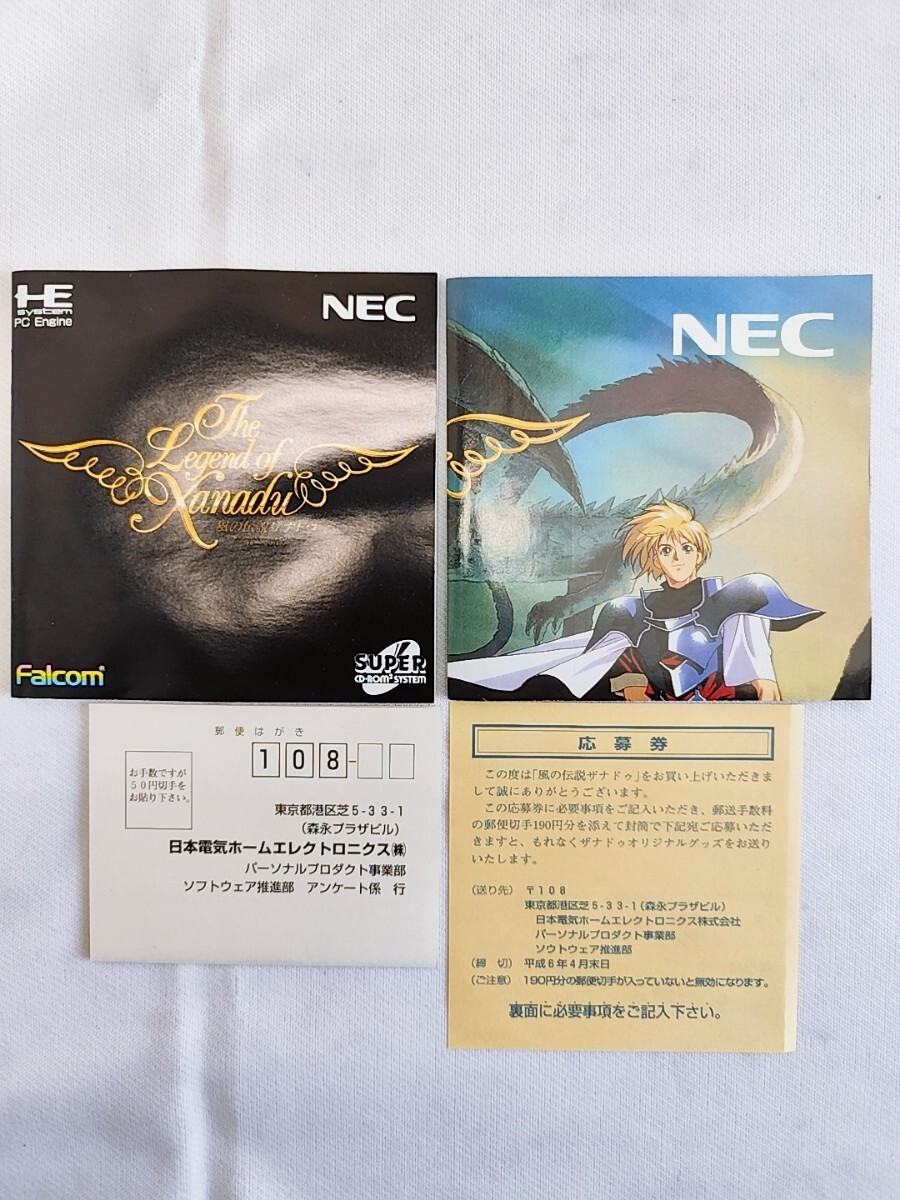 HE
system
PC Engine
NEC
The
Legend of
Xanadu
風の伝説ザナドゥ
Falcom®
SUPER
CD-ROM² SYSTEM
NEC
郵便はがき
108-
お手数ですが
50円切手を
お貼り下さい。
東京都港区芝5-33-1
(森永プラザビル)
日本電気ホームエレクトロニクス㈱
パーソナルプロダクト事業部
ソフトウェア推進部 アンケート係 行
応募券
この度は「風の伝説ザナドゥ」をお買い上げいただきま
して誠にありがとうございます。
この応募券に必要事項をご記入いただき、郵送手数料
の郵便切手190円分を添えて封筒で下記宛ご応募いただ
きますと、もれなくザナドゥオリジナルグッズをお送り
いたします。
(送り先) 〒108
東京都港区芝5-33-1(森永プラザビル)
日本電気ホームエレクトロニクス株式会社
パーソナルプロダクト事業部
ソウトウェア推進部
(締 切) 平成6年4月末日
(ご注意) 190円分の郵便切手が入っていないと無効になります。
裏面に必要事項をご記入下さい。